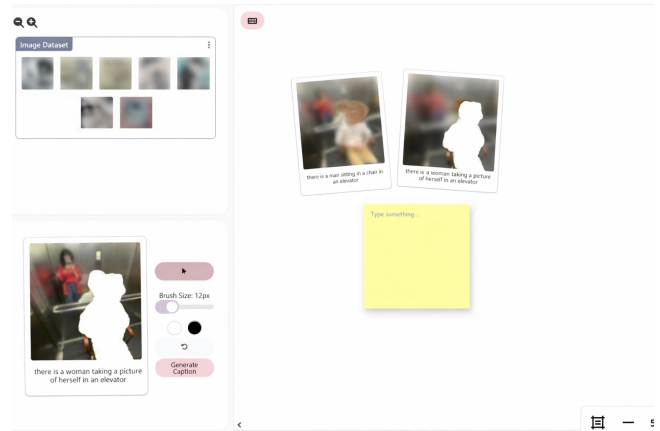 Image Dataset
there is a man sitting in a chair in
an elevator
there is a woman taking a picture
of herself in an elevator
Type something...
Brush Size: 12px
Generate
Caption
there is a woman taking a picture
of herself in an elevator
5